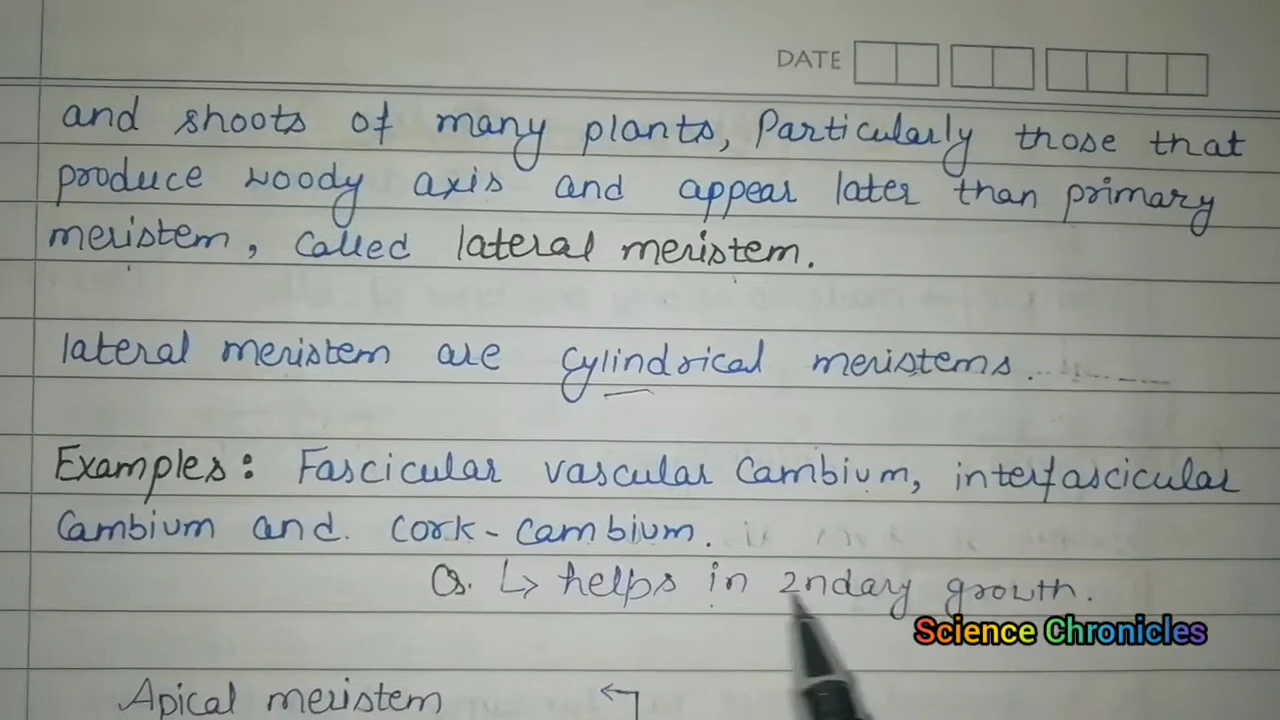 DATE
and shoots of many plants, Particularly those that
produce woody axis and appear later than primary
meristem, called lateral meristem.
lateral meristem are cylindrical meristems.
Examples: Fascicular vascular cambium, interfascicular
cambium and cork-cambium.
Q. ↳ helps in 2nday growth.
Science Chronicles
Apical meristem